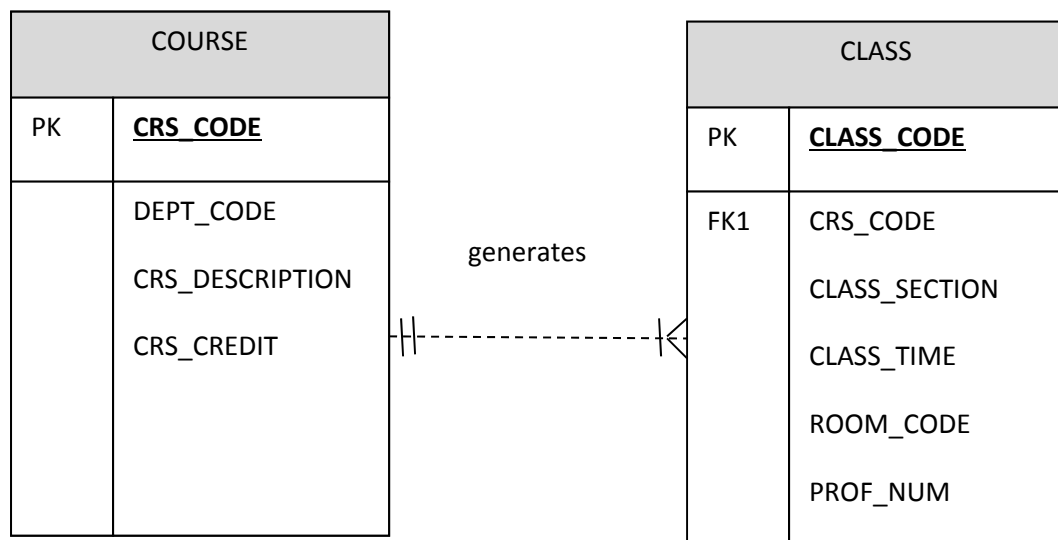 COURSE
PK CRS_CODE
DEPT_CODE
CRS_DESCRIPTION
CRS_CREDIT
generates
CLASS
PK CLASS_CODE
FK1 CRS_CODE
CLASS_SECTION
CLASS_TIME
ROOM_CODE
PROF_NUM